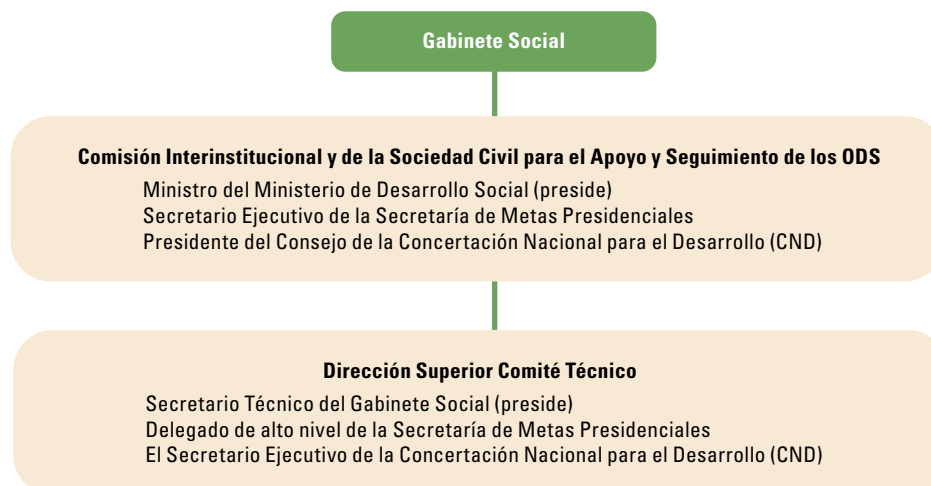 Gabinete Social
Comisión Interinstitucional y de la Sociedad Civil para el Apoyo y Seguimiento de los ODS
Ministro del Ministerio de Desarrollo Social (preside)
Secretario Ejecutivo de la Secretaría de Metas Presidenciales
Presidente del Consejo de la Concertación Nacional para el Desarrollo (CND)
Dirección Superior Comité Técnico
Secretario Técnico del Gabinete Social (preside)
Delegado de alto nivel de la Secretaría de Metas Presidenciales
El Secretario Ejecutivo de la Concertación Nacional para el Desarrollo (CND)